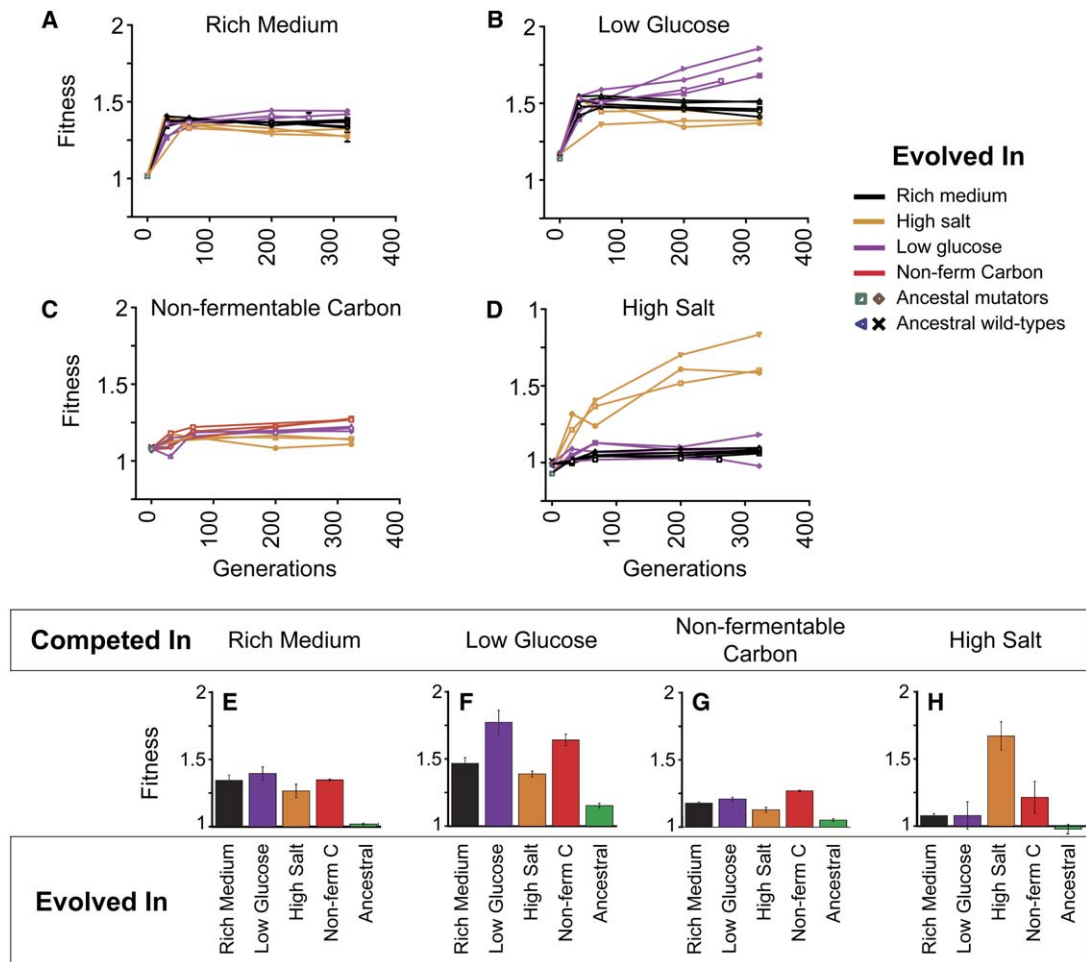 A
Rich Medium
2
1.5
1
Fitness
0
100
200
300
400
B
Low Glucose
2
1.5
1
0
100
200
300
400
Evolved In
Rich medium
High salt
Low glucose
Non-ferm Carbon
Ancestal mutators
Ancestral wild-types
C
Non-fermentable Carbon
2
1.5
1
Fitness
0
100
200
300
400
Generations
D
High Salt
1
1.5
1
0
100
200
300
400
Generations
Competed In
Rich Medium
Low Glucose
Non-fermentable
Carbon
High Salt
Fitness
E
2
1.5
1
F
2
1.5
1
G
2
1.5
1
H
2
1.5
1
Evolved In
Rich Medium
Low Glucose
High Salt
Non-ferm C
Ancestral
Rich Medium
Low Glucose
High Salt
Non-ferm C
Ancestral
Rich Medium
Low Glucose
High Salt
Non-ferm C
Ancestral
Rich Medium
Low Glucose
High Salt
Non-ferm C
Ancestral